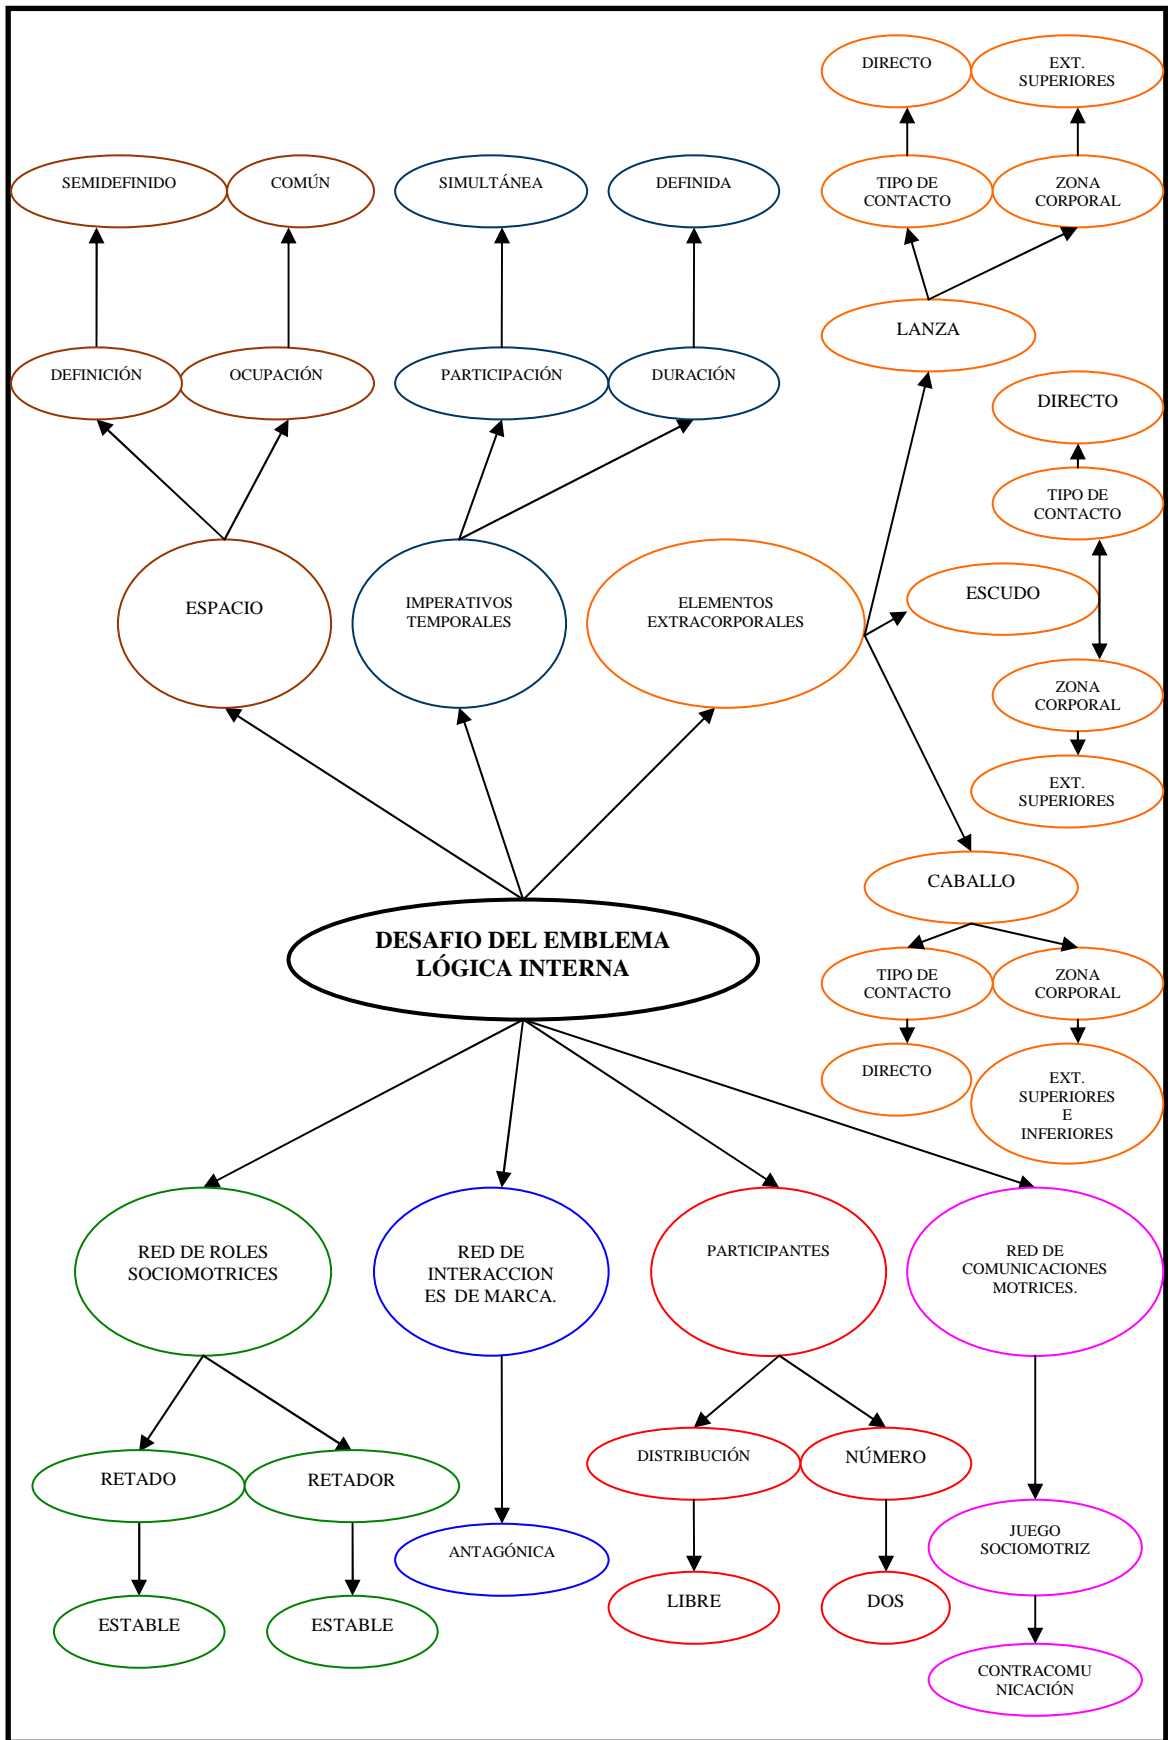 DIRECTO
EXT.
SUPERIORES
SEMIDEFINIDO
COMÚN
SIMULTÁNEA
DEFINIDA
TIPO DE
CONTACTO
ZONA
CORPORAL
LANZA
DEFINICIÓN
OCUPACIÓN
PARTICIPACIÓN
DURACIÓN
DIRECTO
TIPO DE
CONTACTO
ESPACIO
IMPERATIVOS
TEMPORALES
ELEMENTOS
EXTRACORPORALES
ESCUDO
ZONA
CORPORAL
EXT.
SUPERIORES
CABALLO
DESAFIO DEL EMBLEMA
LÓGICA INTERNA
TIPO DE
CONTACTO
ZONA
CORPORAL
DIRECTO
EXT.
SUPERIORES
E
INFERIORES
RED DE ROLES
SOCIOMOTRICES
RED DE
INTERACCION
ES  DE MARCA.
PARTICIPANTES
RED DE
COMUNICACIONES
MOTRICES.
RETADO
RETADOR
DISTRIBUCIÓN
NÚMERO
ANTAGÓNICA
JUEGO
SOCIOMOTRIZ
ESTABLE
ESTABLE
LIBRE
DOS
CONTRACOMU
NICACIÓN